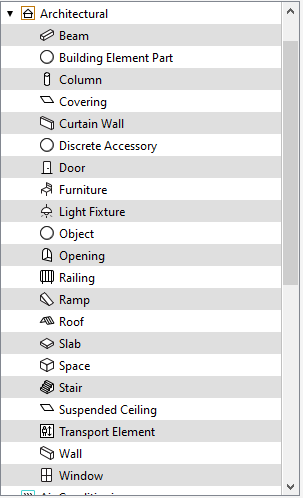 Architectural
Beam
Building Element Part
Column
Covering
Curtain Wall
Discrete Accessory
Door
Furniture
Light Fixture
Object
Opening
Railing
Ramp
Roof
Slab
Space
Stair
Suspended Ceiling
Transport Element
Wall
Window